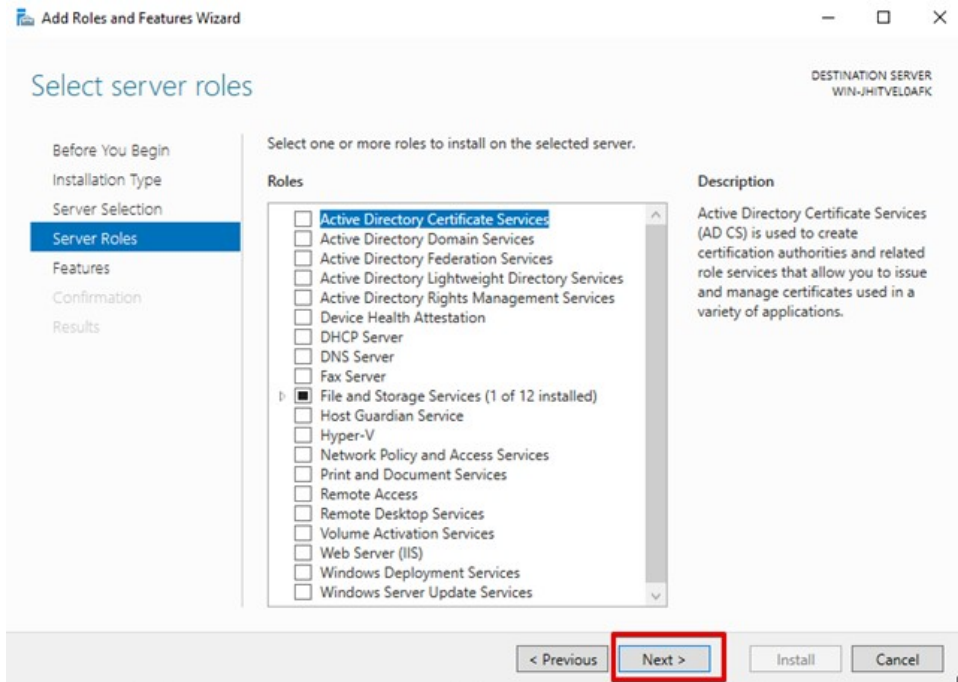 Add Roles and Features Wizard
Select server roles
DESTINATION SERVER
WIN-JHITVEL0AFK
Before You Begin
Installation Type
Server Selection
Server Roles
Features
Confirmation
Results
Select one or more roles to install on the selected server.
Roles
Active Directory Certificate Services
Active Directory Domain Services
Active Directory Federation Services
Active Directory Lightweight Directory Services
Active Directory Rights Management Services
Device Health Attestation
DHCP Server
DNS Server
Fax Server
File and Storage Services (1 of 12 installed)
Host Guardian Service
Hyper-V
Network Policy and Access Services
Print and Document Services
Remote Access
Remote Desktop Services
Volume Activation Services
Web Server (IIS)
Windows Deployment Services
Windows Server Update Services
Description
Active Directory Certificate Services
(AD CS) is used to create
certification authorities and related
role services that allow you to issue
and manage certificates used in a
variety of applications.
< Previous
Next >
Install
Cancel